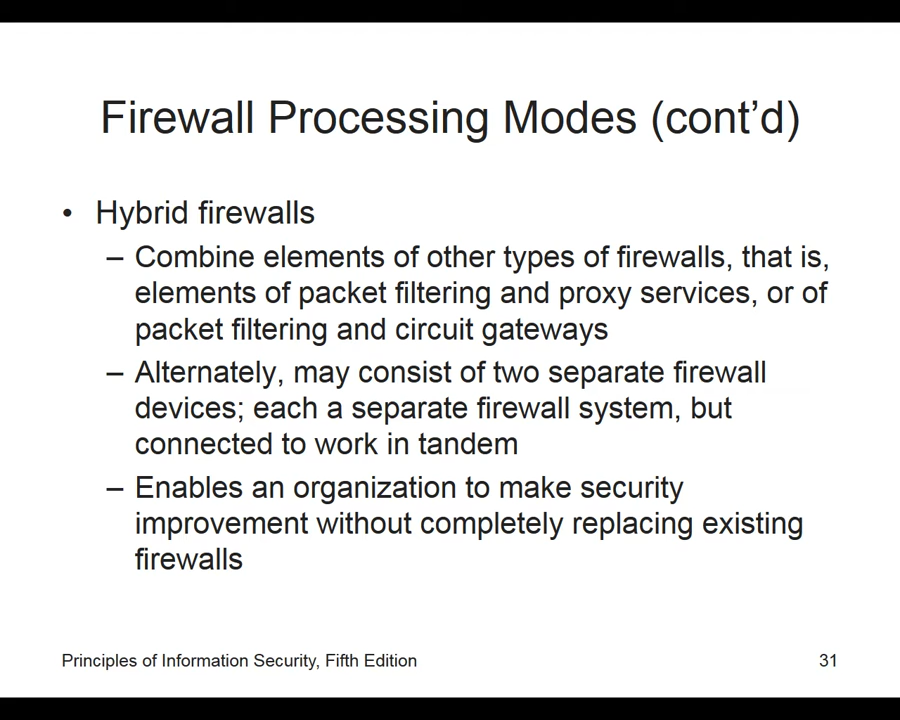 Firewall Processing Modes (cont’d)
• Hybrid firewalls
– Combine elements of other types of firewalls, that is,
elements of packet filtering and proxy services, or of
packet filtering and circuit gateways
– Alternately, may consist of two separate firewall
devices; each a separate firewall system, but
connected to work in tandem
– Enables an organization to make security
improvement without completely replacing existing
firewalls
Principles of Information Security, Fifth Edition
31